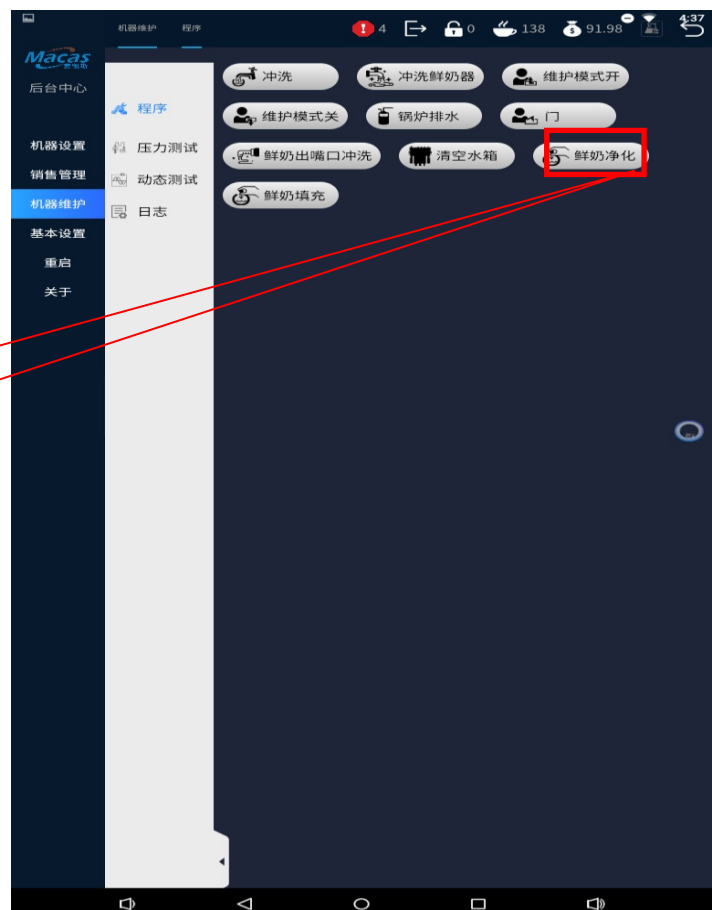 机器维护 程序 4 0 138 91.98 4:37
Macas
后台中心
机器设置
销售管理
机器维护
基本设置
重启
关于
程序
压力测试
动态测试
日志
冲洗 冲洗鲜奶器 维护模式开
维护模式关 锅炉排水 门
鲜奶出嘴口冲洗 清空水箱 鲜奶净化
鲜奶填充